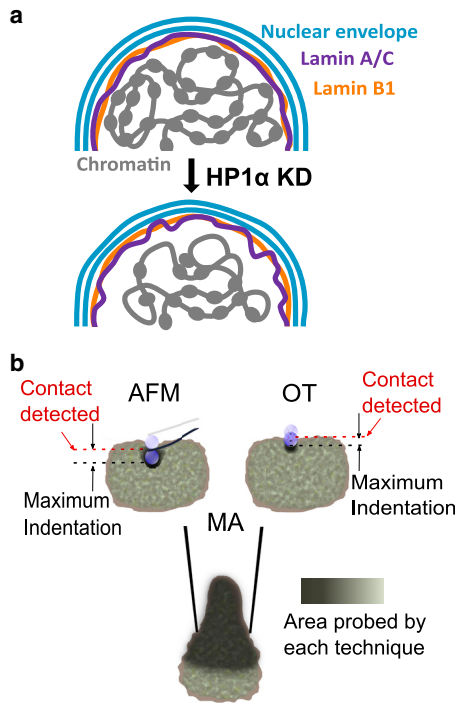 a
Nuclear envelope
Lamin A/C
Lamin B1
Chromatin
HP1α KD
b
Contact
detected
AFM
OT
Contact
detected
Maximum
Indentation
Maximum
Indentation
MA
Area probed by
each technique